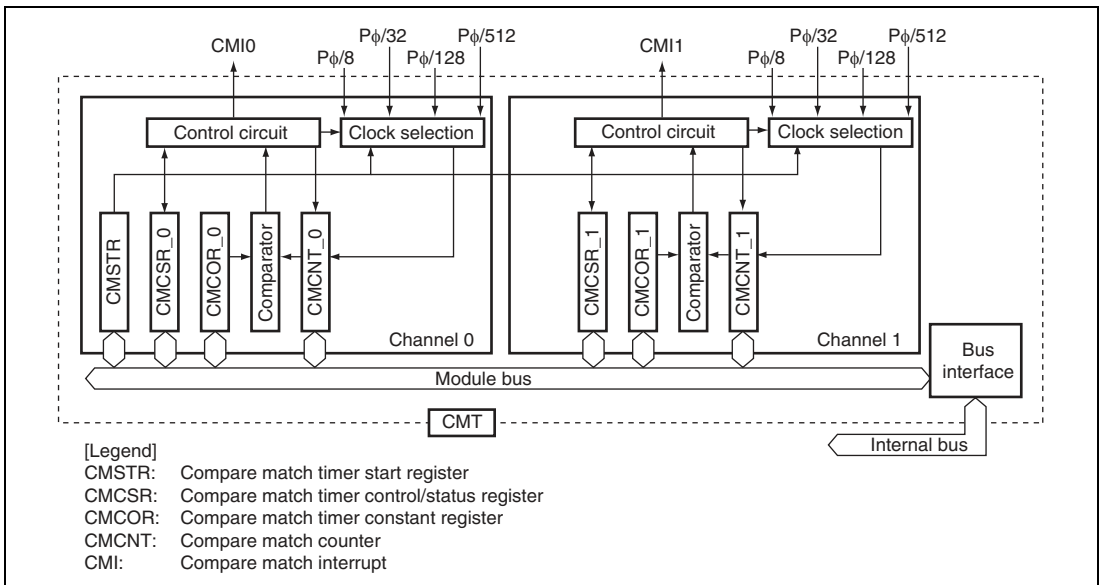 CMI0
Pϕ/8
Pϕ/32
Pϕ/128
Pϕ/512
CMI1
Pϕ/8
Pϕ/32
Pϕ/128
Pϕ/512
Control circuit
Clock selection
Control circuit
Clock selection
CMSTR
CMCSR_0
CMCOR_0
Comparator
CMCNT_0
CMCSR_1
CMCOR_1
Comparator
CMCNT_1
Channel 0
Channel 1
Module bus
Bus
interface
CMT
Internal bus
[Legend]
CMSTR: Compare match timer start register
CMCSR: Compare match timer control/status register
CMCOR: Compare match timer constant register
CMCNT: Compare match counter
CMI: Compare match interrupt